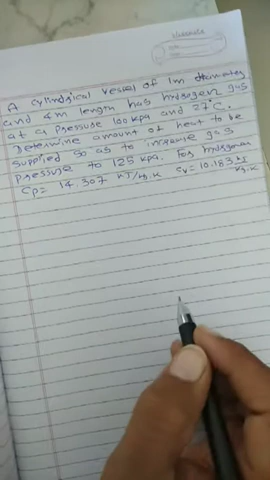 A cylindrical vessel of 1m diameter
and 4m length has hydrogen gas
at a pressure 100kpa and 27°C.
Determine amount of heat to be
supplied so as to increase gas
pressure to 125 kpa. For hydrogen
Cp = 14.307 kJ/kg.K Cv = 10.183 kJ/kg.K